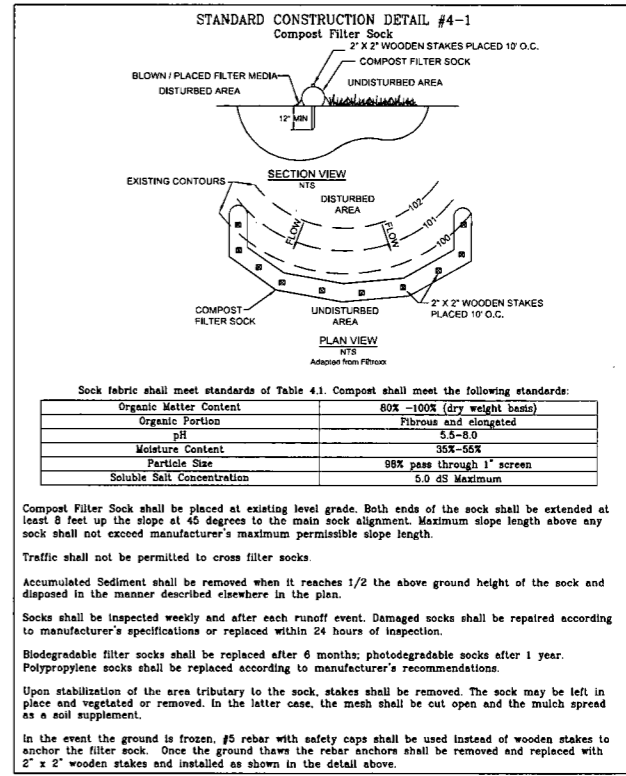 STANDARD CONSTRUCTION DETAIL #4-1
Compost Filter Sock
2" X 2" WOODEN STAKES PLACED 10' O.C.
COMPOST FILTER SOCK
BLOWN / PLACED FILTER MEDIA
UNDISTURBED AREA
DISTURBED AREA
12" MIN
SECTION VIEW
NTS
EXISTING CONTOURS
DISTURBED
AREA
102
101
100
FLOW
FLOW
COMPOST
FILTER SOCK
UNDISTURBED
AREA
2" X 2" WOODEN STAKES
PLACED 10' O.C.
PLAN VIEW
NTS
Adapted from Filtrexx
Sock fabric shall meet standards of Table 4.1. Compost shall meet the following standards:
Organic Matter Content 80% -100% (dry weight basis)
Organic Portion Fibrous and elongated
pH 5.5-8.0
Moisture Content 35%-55%
Particle Size 98% pass through 1" screen
Soluble Salt Concentration 5.0 dS Maximum
Compost Filter Sock shall be placed at existing level grade. Both ends of the sock shall be extended at
least 8 feet up the slope at 45 degrees to the main sock alignment. Maximum slope length above any
sock shall not exceed manufacturer's maximum permissible slope length.
Traffic shall not be permitted to cross filter socks.
Accumulated Sediment shall be removed when it reaches 1/2 the above ground height of the sock and
disposed in the manner described elsewhere in the plan.
Socks shall be inspected weekly and after each runoff event. Damaged socks shall be repaired according
to manufacturer's specifications or replaced within 24 hours of inspection.
Biodegradable filter socks shall be replaced after 6 months; photodegradable socks after 1 year.
Polypropylene socks shall be replaced according to manufacturer's recommendations.
Upon stabilization of the area tributary to the sock, stakes shall be removed. The sock may be left in
place and vegetated or removed. In the latter case, the mesh shall be cut open and the mulch spread
as a soil supplement.
In the event the ground is frozen, #5 rebar with safety caps shall be used instead of wooden stakes to
anchor the filter sock. Once the ground thaws the rebar anchors shall be removed and replaced with
2" x 2" wooden stakes and installed as shown in the detail above.